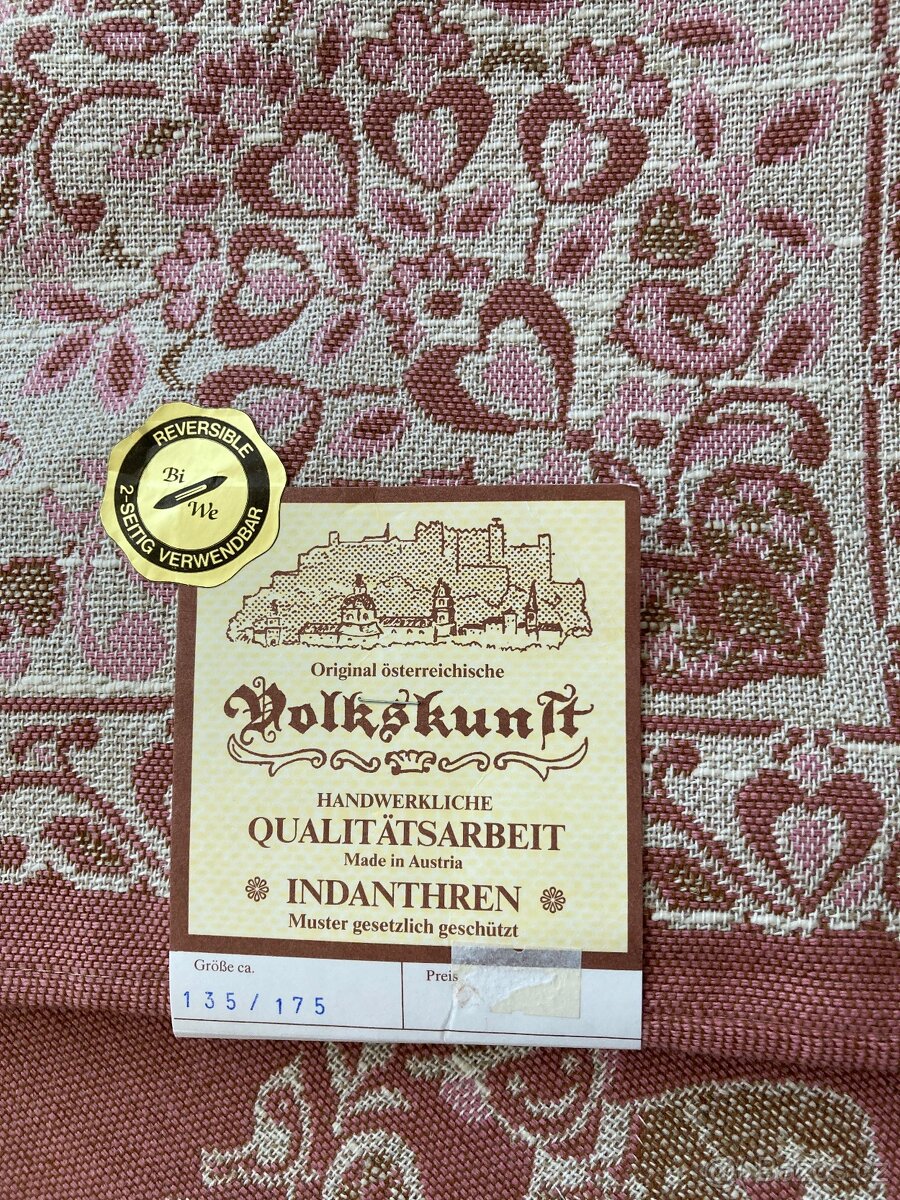 REVERSIBLE
Bi
We
2-SEITIG VERWENDBAR
Original österreichische
Volkskunst
HANDWERKLICHE
QUALITÄTSARBEIT
Made in Austria
INDANTHREN
Muster gesetzlich geschützt
Größe ca.
Preis
135/175